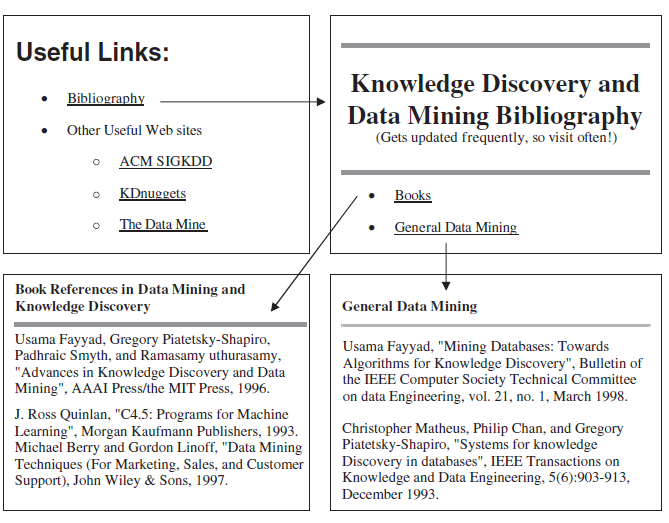 Useful Links:
Bibliography
Other Useful Web sites
ACM SIGKDD
KDnuggets
The Data Mine
Knowledge Discovery and
Data Mining Bibliography
(Gets updated frequently, so visit often!)
Books
General Data Mining
Book References in Data Mining and
Knowledge Discovery
Usama Fayyad, Gregory Piatetsky-Shapiro,
Padhraic Smyth, and Ramasamy uthurasamy,
"Advances in Knowledge Discovery and Data
Mining", AAAI Press/the MIT Press, 1996.
J. Ross Quinlan, "C4.5: Programs for Machine
Learning", Morgan Kaufmann Publishers, 1993.
Michael Berry and Gordon Linoff, "Data Mining
Techniques (For Marketing, Sales, and Customer
Support), John Wiley & Sons, 1997.
General Data Mining
Usama Fayyad, "Mining Databases: Towards
Algorithms for Knowledge Discovery", Bulletin of
the IEEE Computer Society Technical Committee
on data Engineering, vol. 21, no. 1, March 1998.
Christopher Matheus, Philip Chan, and Gregory
Piatetsky-Shapiro, "Systems for knowledge
Discovery in databases", IEEE Transactions on
Knowledge and Data Engineering, 5(6):903-913,
December 1993.